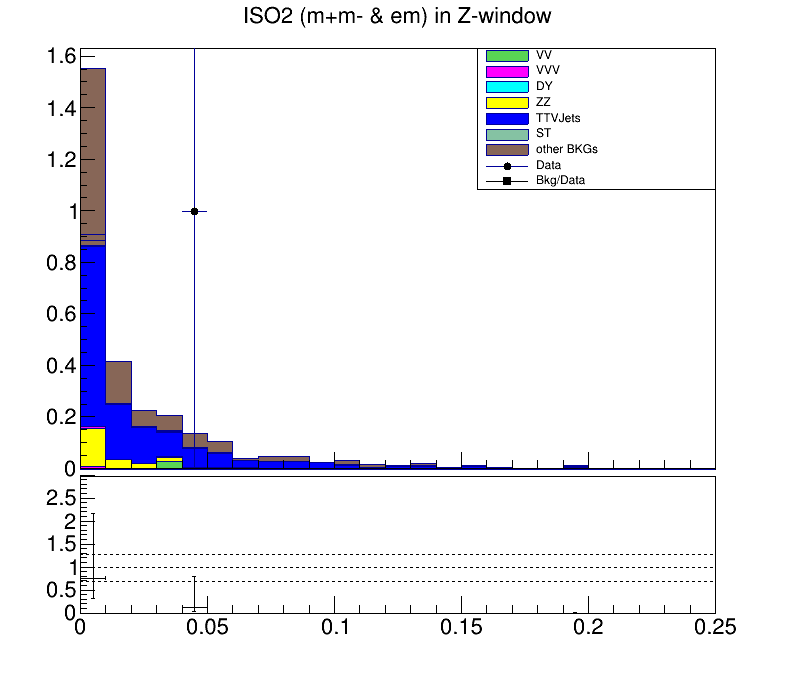 ISO2 (m+m- & em) in Z-window
1.6
1.4
1.2
1
0.8
0.6
0.4
0.2
0
VV
VVV
DY
ZZ
TTVJets
ST
other BKGs
Data
Bkg/Data
2.5
2
1.5
1
0.5
0
0 0.05 0.1 0.15 0.2 0.25